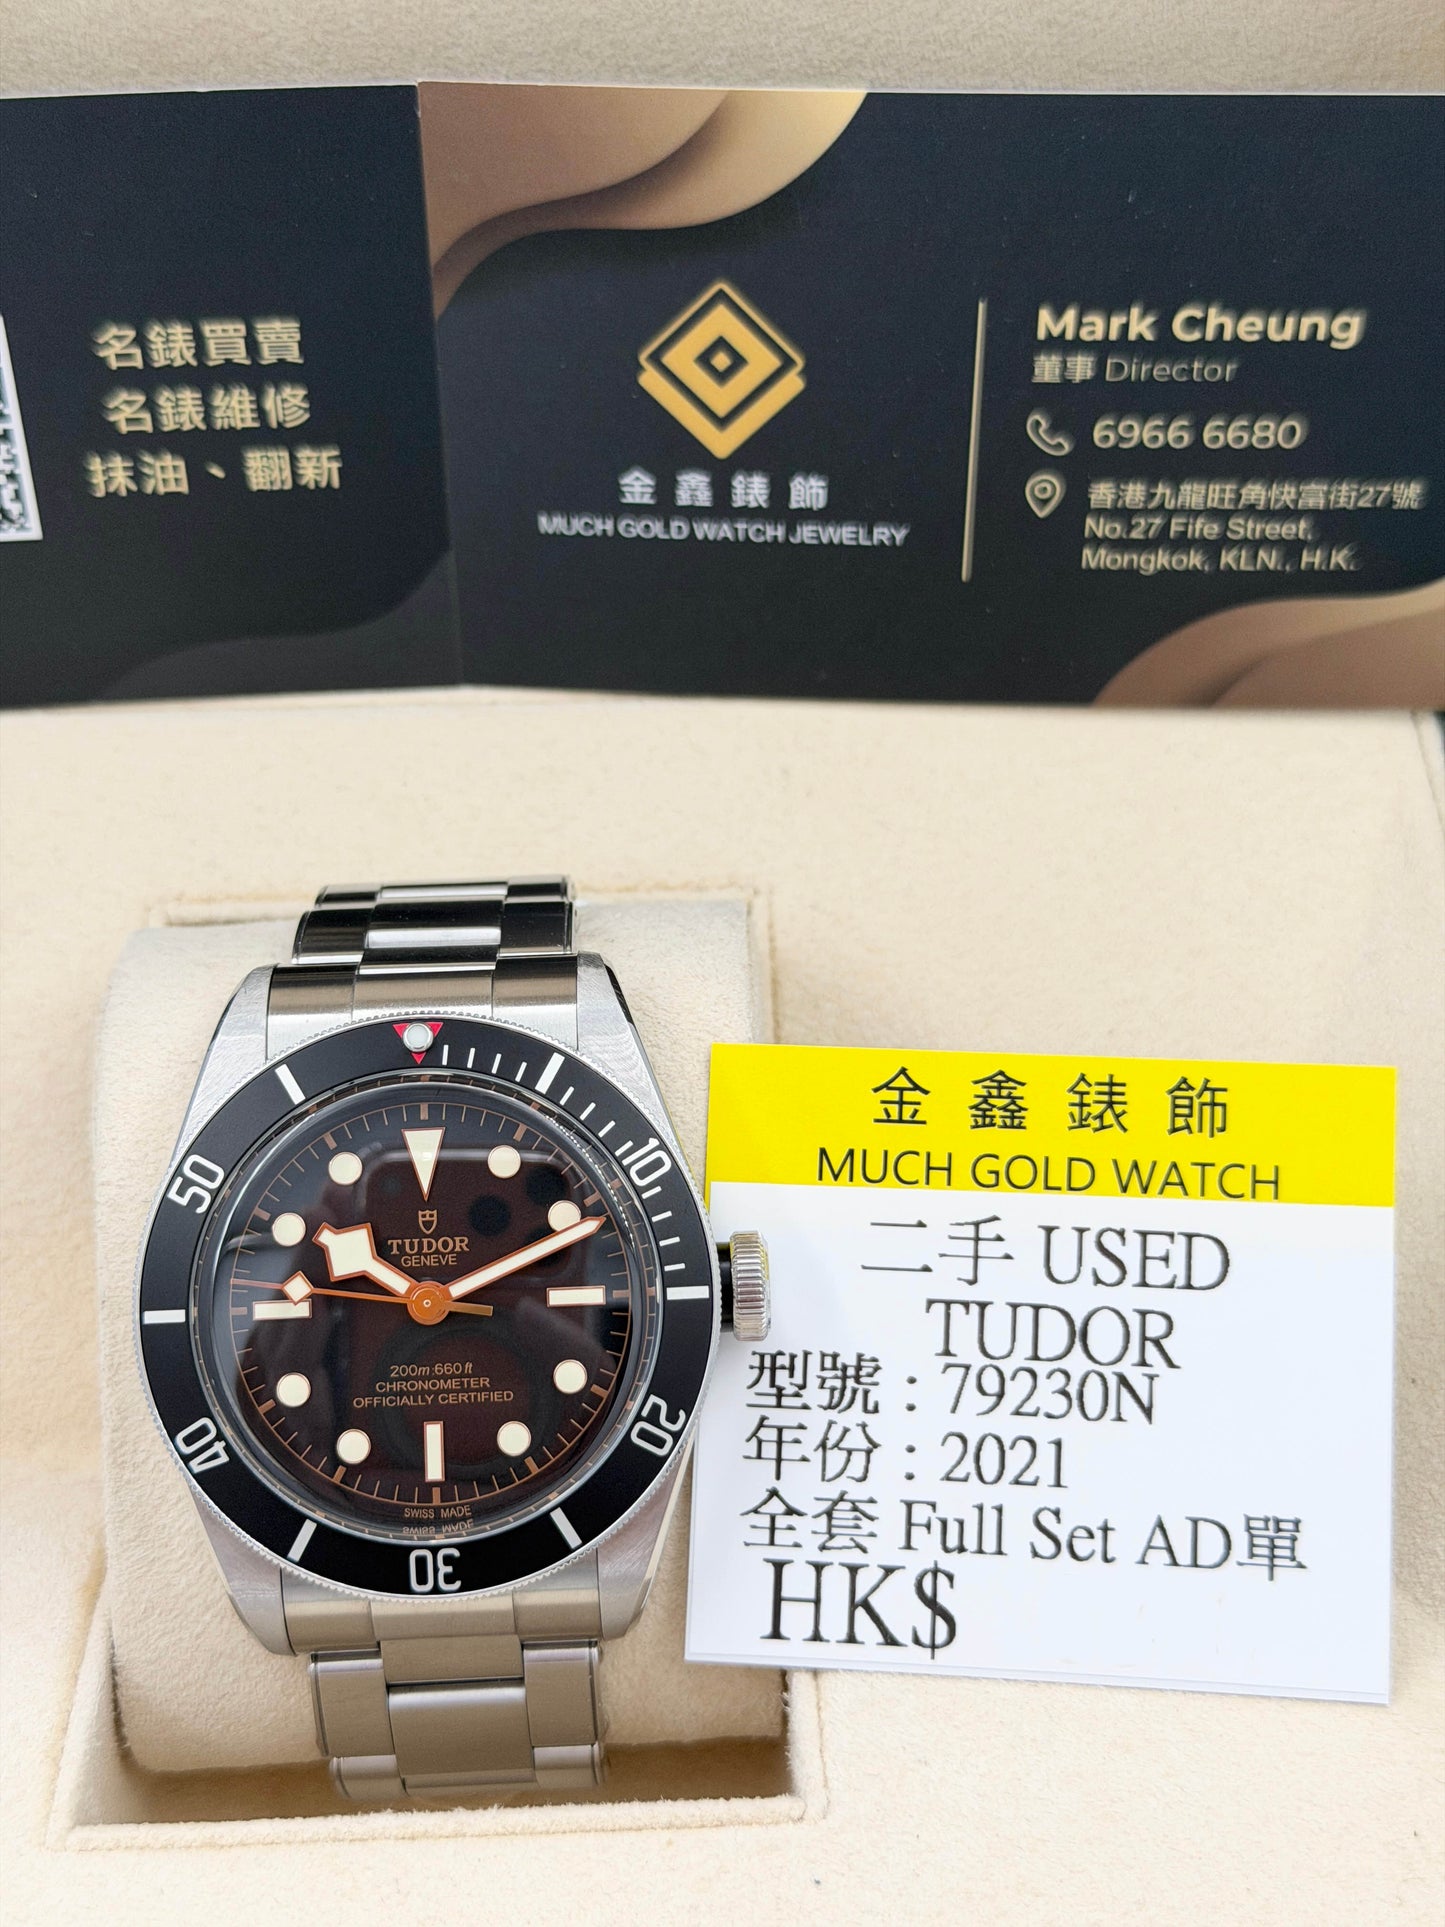 名錶買賣
名錶維修
抹油、翻新
金鑫錶飾
MUCH GOLD WATCH JEWELRY
Mark Cheung
董事 Director
6966 6680
香港九龍旺角快富街27號
No.27 Fife Street,
Mongkok, KLN., H.K.
10
20
30
40
50
TUDOR
GENEVE
200m:660ft
CHRONOMETER
OFFICIALLY CERTIFIED
SWISS MADE
金鑫錶飾
MUCH GOLD WATCH
二手 USED
TUDOR
型號：79230N
年份：2021
全套 Full Set AD單
HK$